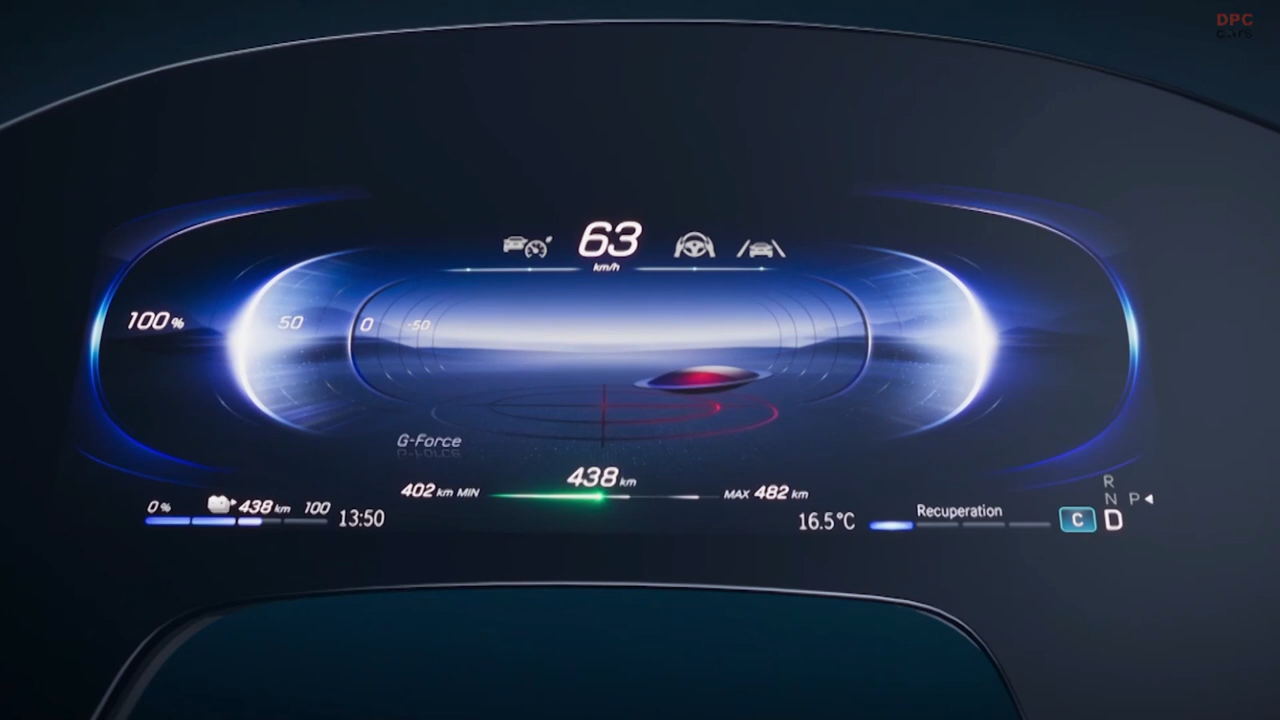 DPC
cars
63
km/h
100 %
50
0
-50
G-Force
438 km
402 km MIN
MAX 482 km
0 %
438 km
100
13:50
16.5°C
Recuperation
C
R
N P
D